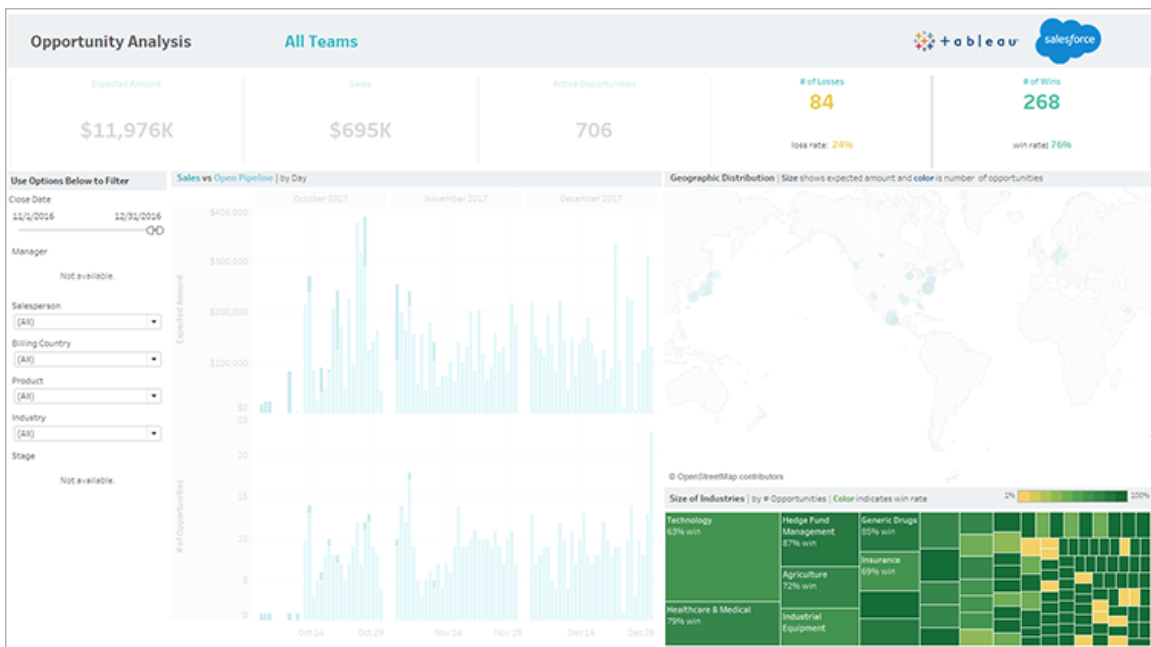 Opportunity Analysis
All Teams
+ a b l e a u
salesforce
Expected Amount
$11,976K
Sales
$695K
Active Opportunities
706
# of Losses
84
loss rate: 24%
# of Wins
268
win rate: 76%
Use Options Below to Filter
Close Date
11/1/2016
12/31/2016
Manager
Not available.
Salesperson
(All)
Billing Country
(All)
Product
(All)
Industry
(All)
Stage
Not available.
Sales vs Open Pipeline | by Day
October 2017
November 2017
December 2017
Expected Amount
$400,000
$300,000
$200,000
$100,000
$0
# of Opportunities
25
20
15
10
5
0
Oct 14
Oct 29
Nov 14
Nov 29
Dec 14
Dec 29
Geographic Distribution | Size shows expected amount and color is number of opportunities
© OpenStreetMap contributors
Size of Industries | by # Opportunities | Color indicates win rate
1%
100%
Technology
63% win
Healthcare & Medical
79% win
Hedge Fund
Management
87% win
Agriculture
72% win
Industrial
Equipment
Generic Drugs
85% win
Insurance
69% win